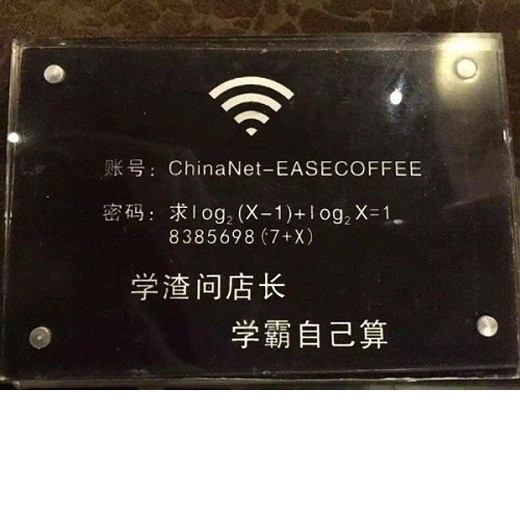 账号：ChinaNet-EASECOFFEE
密码：求log₂(X-1)+log₂X=1
8385698(7+X)
学渣问店长
学霸自己算